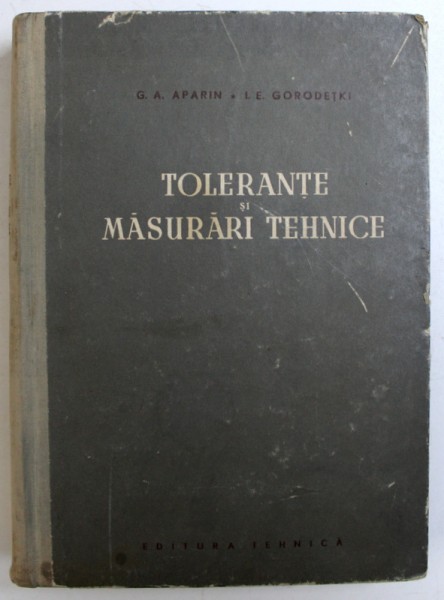 G. A. APARIN • I. E. GORODEȚKI
TOLERANȚE
ȘI
MĂSURĂRI TEHNICE
EDITURA TEHNICĂ